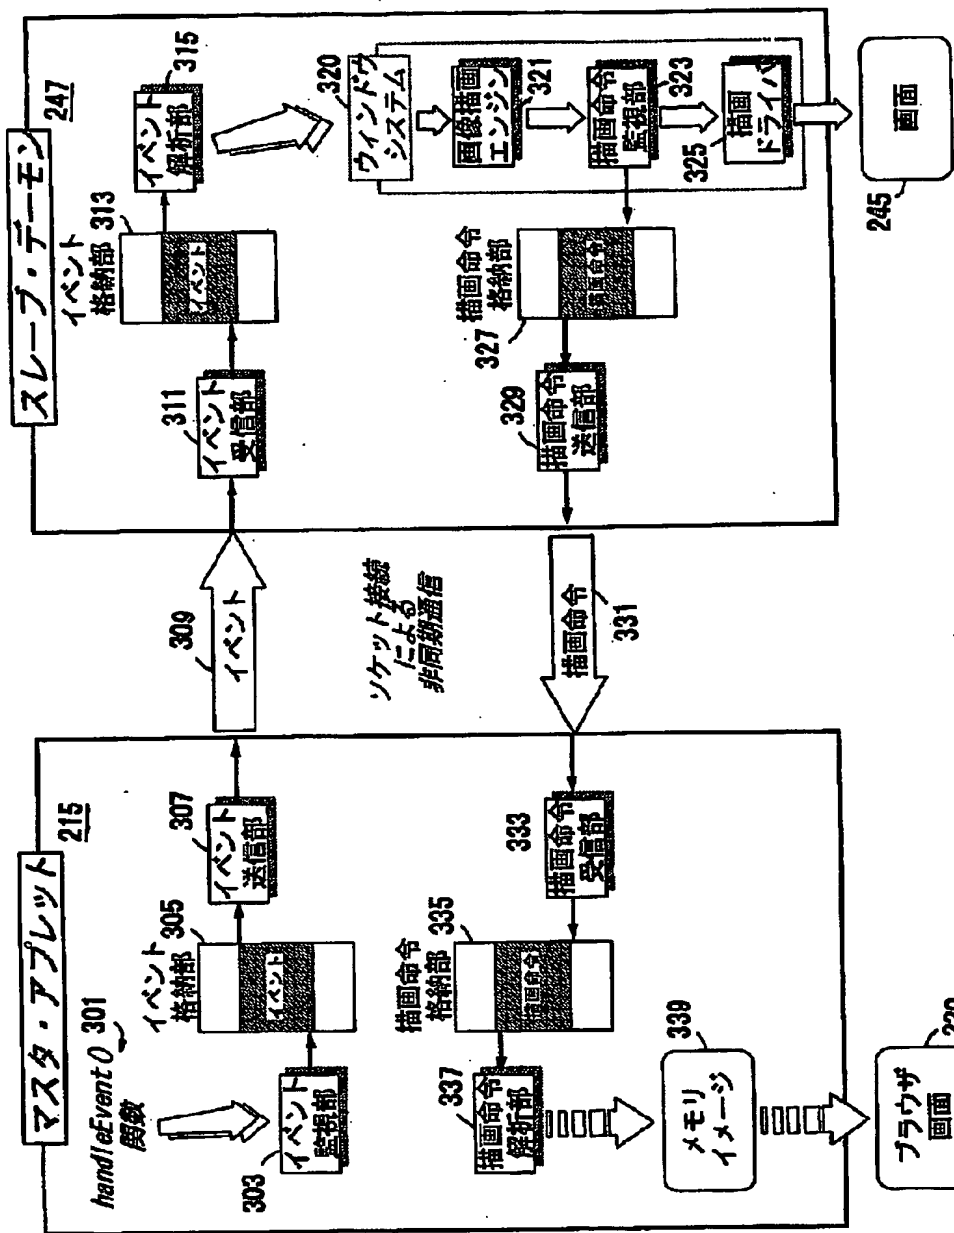 マスタ・アプレット
215
handleEvent()
関数
301
303
イベント
監視部
イベント
格納部
305
イベント
307
イベント
送信部
309
イベント
ソケット接続
による
非同期通信
スレーブ・デーモン
247
311
イベント
受信部
イベント
格納部
313
イベント
イベント
解析部
315
320
ウィンドウ
システム
画像描画
エンジン
321
描画命令
監視部
323
325
描画
ドライバ
画面
245
描画命令
格納部
327
描画命令
329
描画命令
送信部
描画命令
331
333
描画命令
受信部
描画命令
格納部
335
描画命令
337
描画命令
解析部
339
メモリ
イメージ
ブラウザ
画面